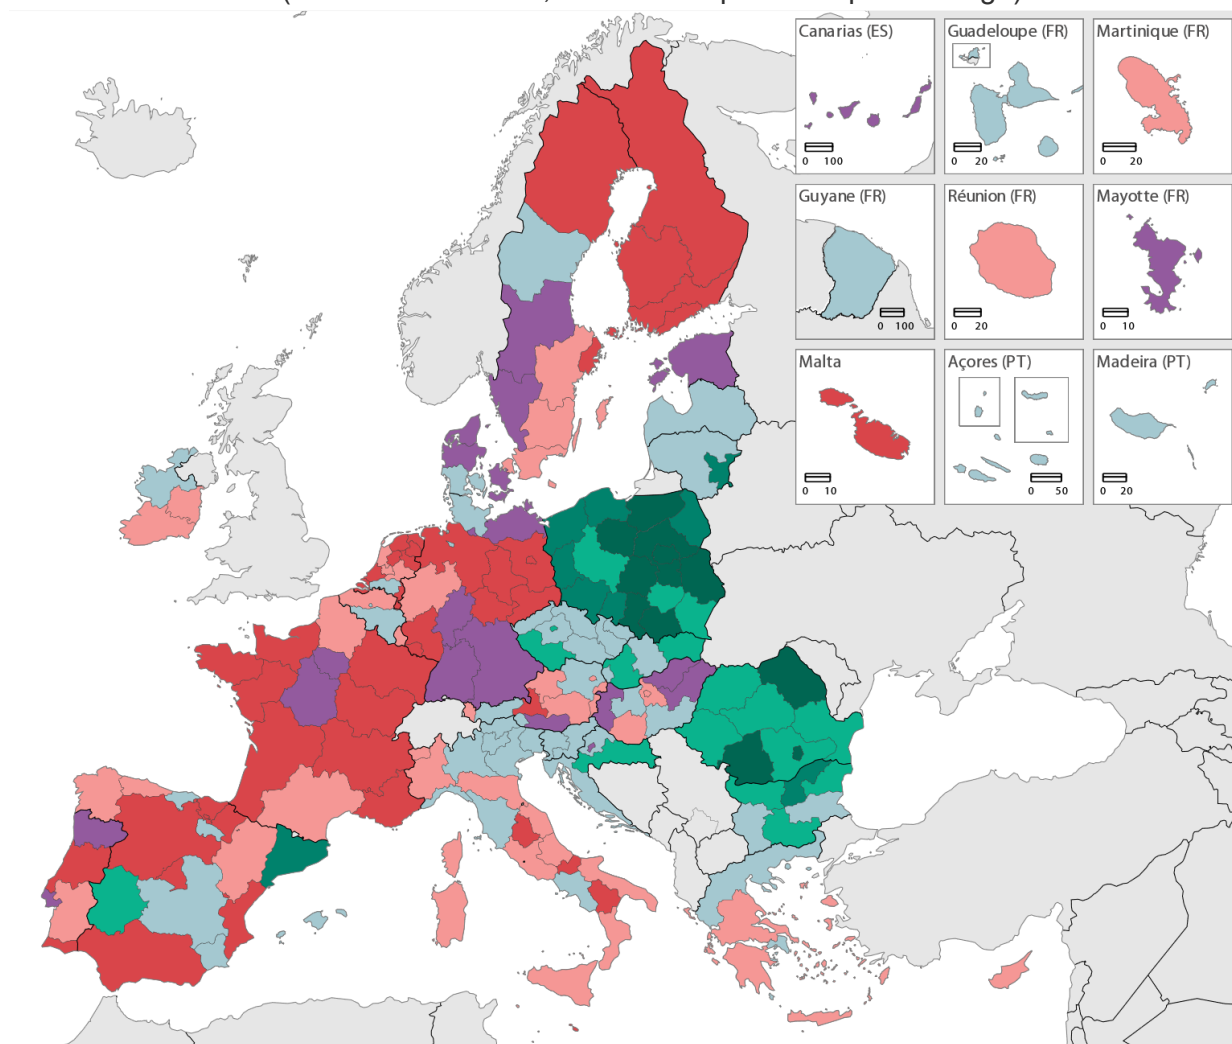 Canarias (ES)
0 100
Guadeloupe (FR)
0 20
Martinique (FR)
0 20
Guyane (FR)
0 100
Réunion (FR)
0 20
Mayotte (FR)
0 10
Malta
0 10
Açores (PT)
0 50
Madeira (PT)
0 20